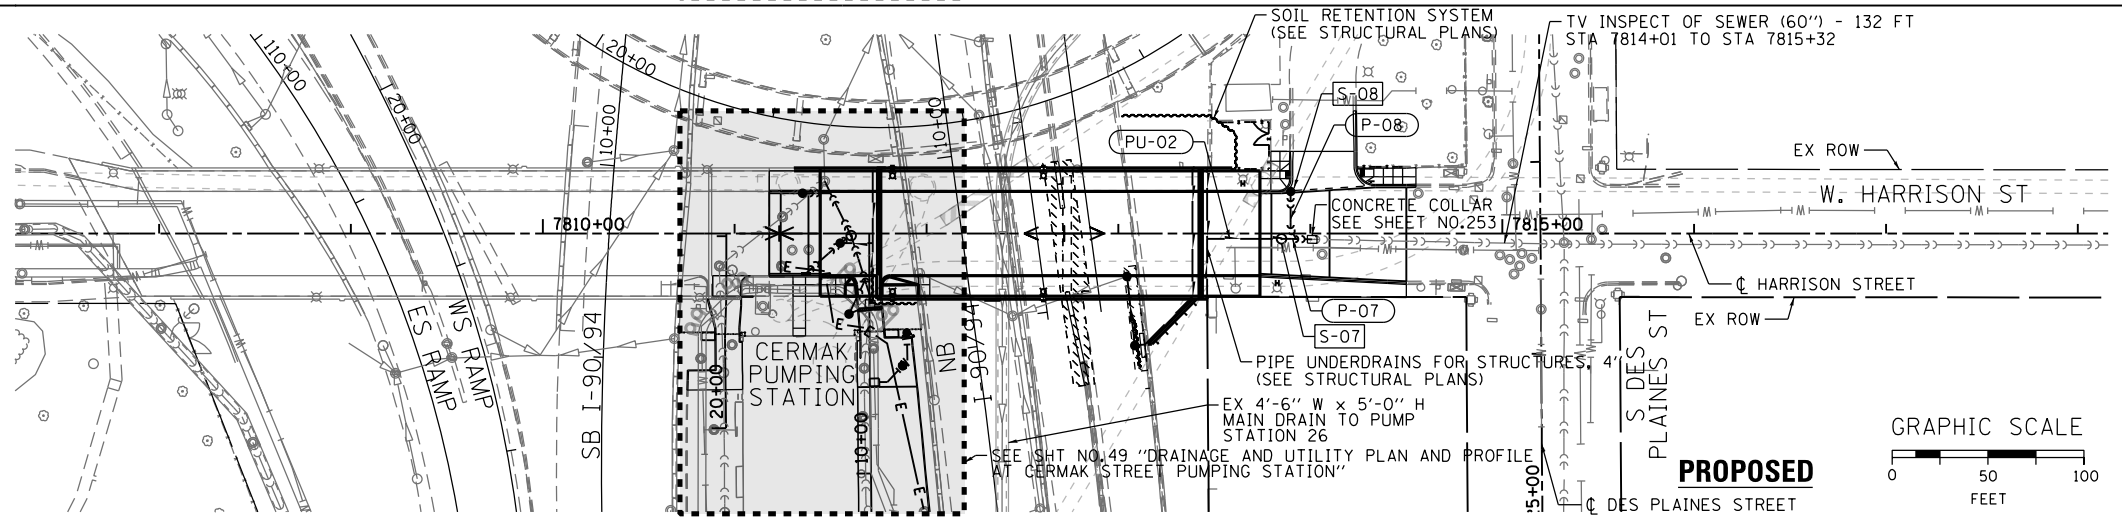 SOIL RETENTION SYSTEM
(SEE STRUCTURAL PLANS)
TV INSPECT OF SEWER (60") - 132 FT
STA 7814+01 TO STA 7815+32
110+00
20+00
20+00
10+00
10+00
S-08
P-08
PU-02
EX ROW
W. HARRISON ST
CONCRETE COLLAR
SEE SHEET NO.253
7810+00
7815+00
℄ HARRISON STREET
EX ROW
P-07
S-07
ES RAMP
WS RAMP
SB I-90/94
NB I-90/94
CERMAK
PUMPING
STATION
20+00
10+00
E
E
E
E
E
PIPE UNDERDRAINS FOR STRUCTURES, 4"
(SEE STRUCTURAL PLANS)
EX 4'-6" W x 5'-0" H
MAIN DRAIN TO PUMP
STATION 26
SEE SHT NO.49 "DRAINAGE AND UTILITY PLAN AND PROFILE
AT CERMAK STREET PUMPING STATION"
S DES
PLAINES ST
5+00
℄ DES PLAINES STREET
PROPOSED
GRAPHIC SCALE
0 50 100
FEET